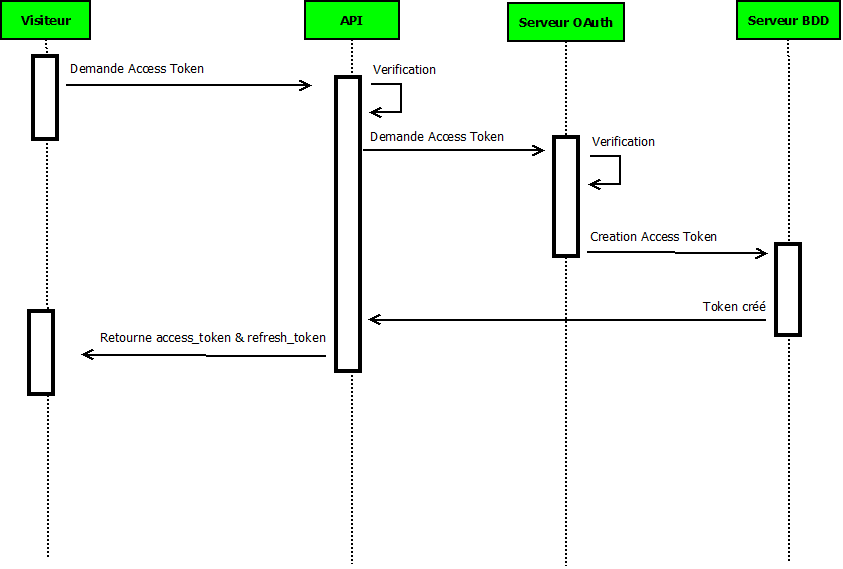 Visiteur
API
Serveur OAuth
Serveur BDD
Demande Access Token
Verification
Demande Access Token
Verification
Creation Access Token
Token créé
Retourne access_token & refresh_token